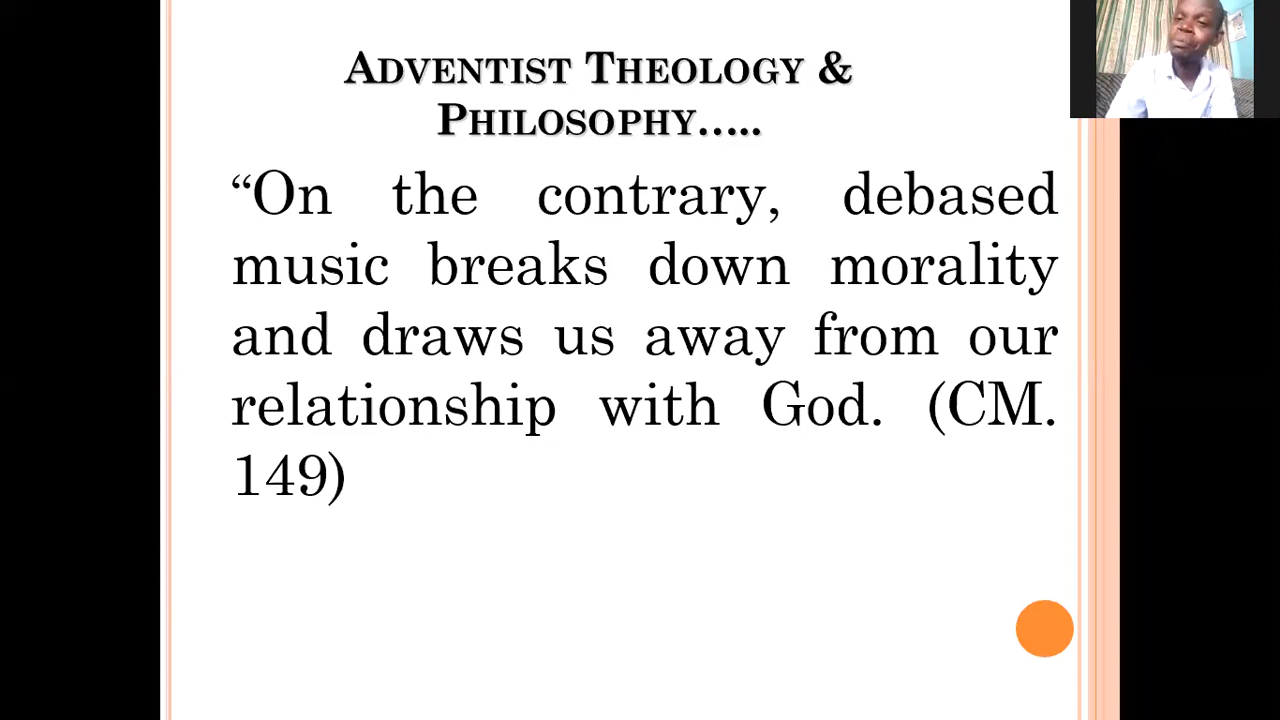 ADVENTIST THEOLOGY &
PHILOSOPHY…..
“On the contrary, debased
music breaks down morality
and draws us away from our
relationship with God. (CM.
149)